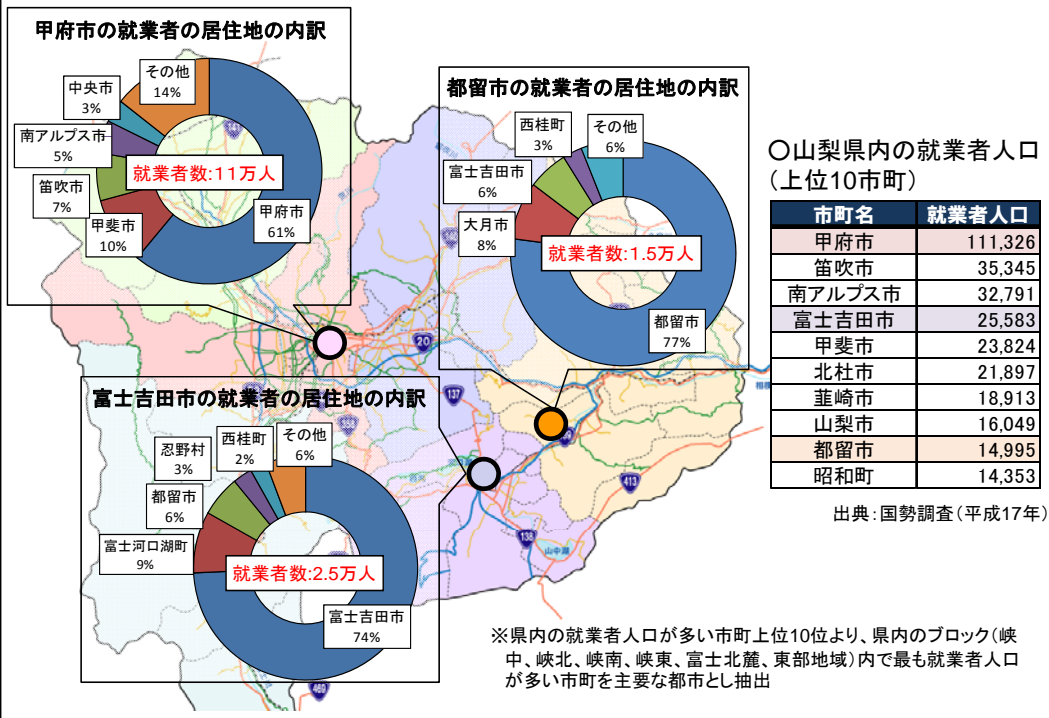 甲府市の就業者の居住地の内訳
その他
14%
中央市
3%
南アルプス市
5%
笛吹市
7%
甲斐市
10%
甲府市
61%
就業者数:11万人
都留市の就業者の居住地の内訳
西桂町
3%
その他
6%
富士吉田市
6%
大月市
8%
就業者数:1.5万人
都留市
77%
富士吉田市の就業者の居住地の内訳
西桂町
2%
その他
6%
忍野村
3%
都留市
6%
富士河口湖町
9%
就業者数:2.5万人
富士吉田市
74%
〇山梨県内の就業者人口
(上位10市町)
市町名 就業者人口
甲府市 111,326
笛吹市 35,345
南アルプス市 32,791
富士吉田市 25,583
甲斐市 23,824
北杜市 21,897
韮崎市 18,913
山梨市 16,049
都留市 14,995
昭和町 14,353
出典:国勢調査(平成17年)
※県内の就業者人口が多い市町上位10位より、県内のブロック(峡
中、峡北、峡南、峡東、富士北麓、東部地域)内で最も就業者人口
が多い市町を主要な都市とし抽出
141
20
137
413
138
山中湖
469